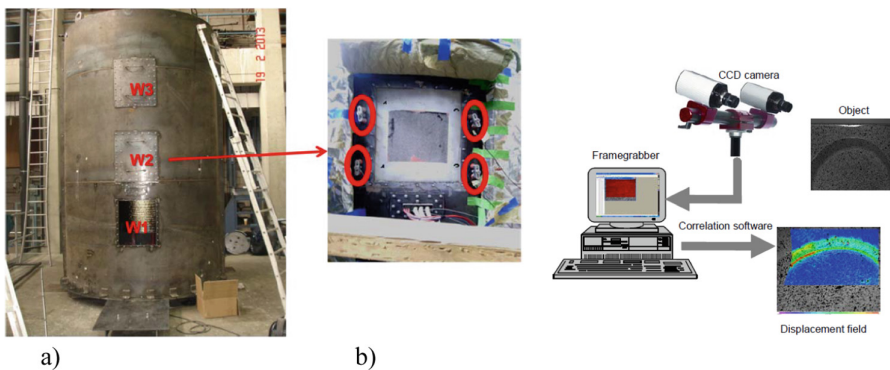 19 2 2013
W3
W2
W1
a)
b)
CCD camera
Object
Framegrabber
Correlation software
Displacement field